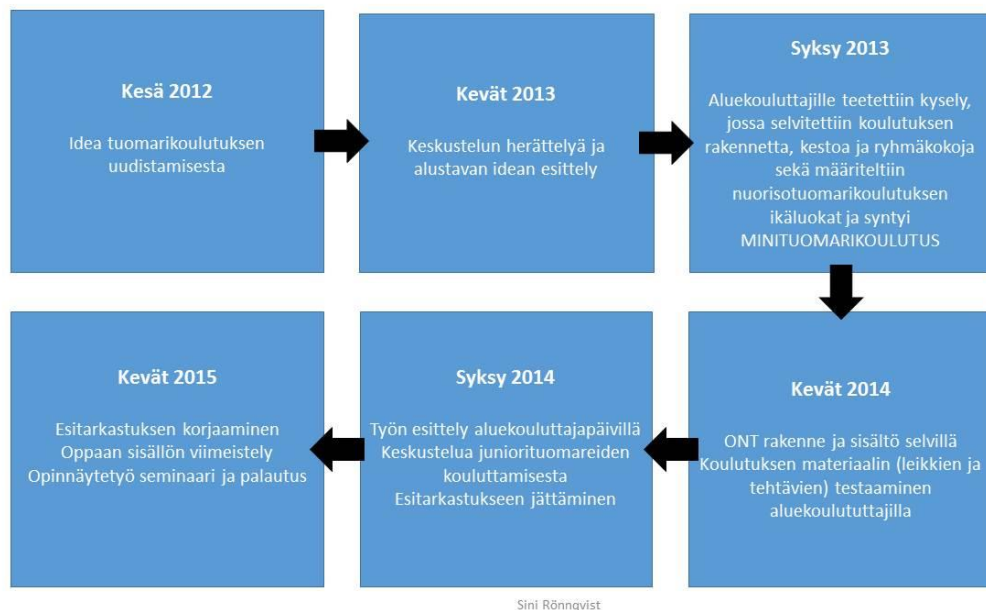 Kesä 2012
Idea tuomarikoulutuksen
uudistamisesta
Kevät 2013
Keskustelun herättelyä ja
alustavan idean esittely
Syksy 2013
Aluekouluttajille teetettiin kysely,
jossa selvitettiin koulutuksen
rakennetta, kestoa ja ryhmäkokoja
sekä määriteltiin
nuorisotuomarikoulutuksen
ikäluokat ja syntyi
MINITUOMARIKOULUTUS
Kevät 2014
ONT rakenne ja sisältö selvillä
Koulutuksen materiaalin (leikkien ja
tehtävien) testaaminen
aluekoulututtajilla
Syksy 2014
Työn esittely aluekouluttajapäivillä
Keskustelua juniorituomareiden
kouluttamisesta
Esitarkastukseen jättäminen
Kevät 2015
Esitarkastuksen korjaaminen
Oppaan sisällön viimeistely
Opinnäytetyö seminaari ja palautus
Sini Rönnqvist